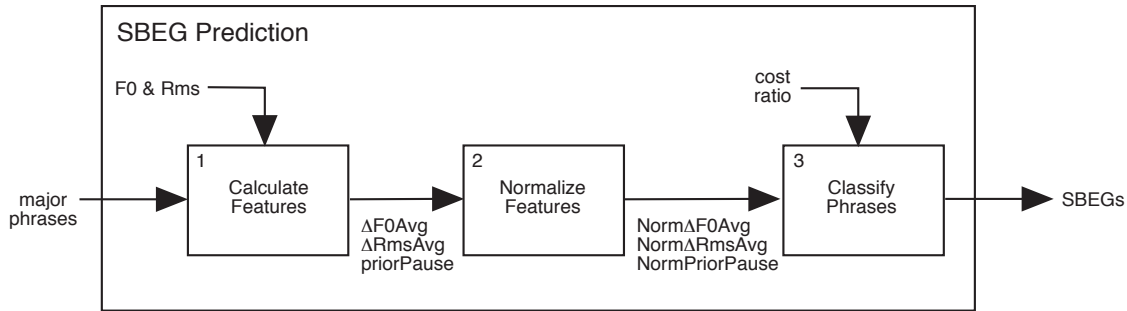 SBEG Prediction
F0 & Rms
cost
ratio
1
2
3
Calculate
Features
Normalize
Features
Classify
Phrases
major
phrases
SBEGs
ΔF0Avg
ΔRmsAvg
priorPause
NormΔF0Avg
NormΔRmsAvg
NormPriorPause